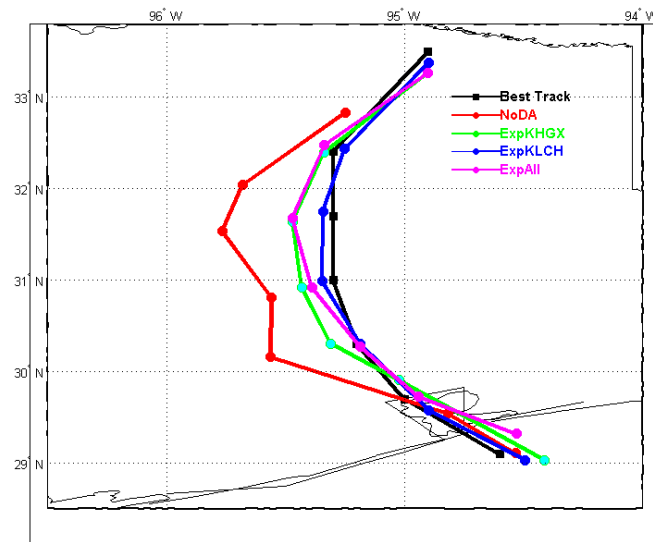 96° W
95° W
94° W
33° N
Best Track
NoDA
ExpKHGX
ExpKLCH
ExpAll
32° N
31° N
30° N
29° N